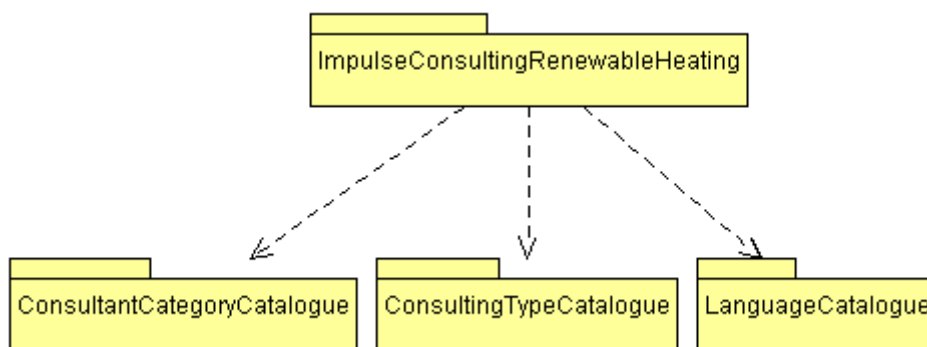 ImpulseConsultingRenewableHeating
ConsultantCategoryCatalogue
ConsultingTypeCatalogue
LanguageCatalogue